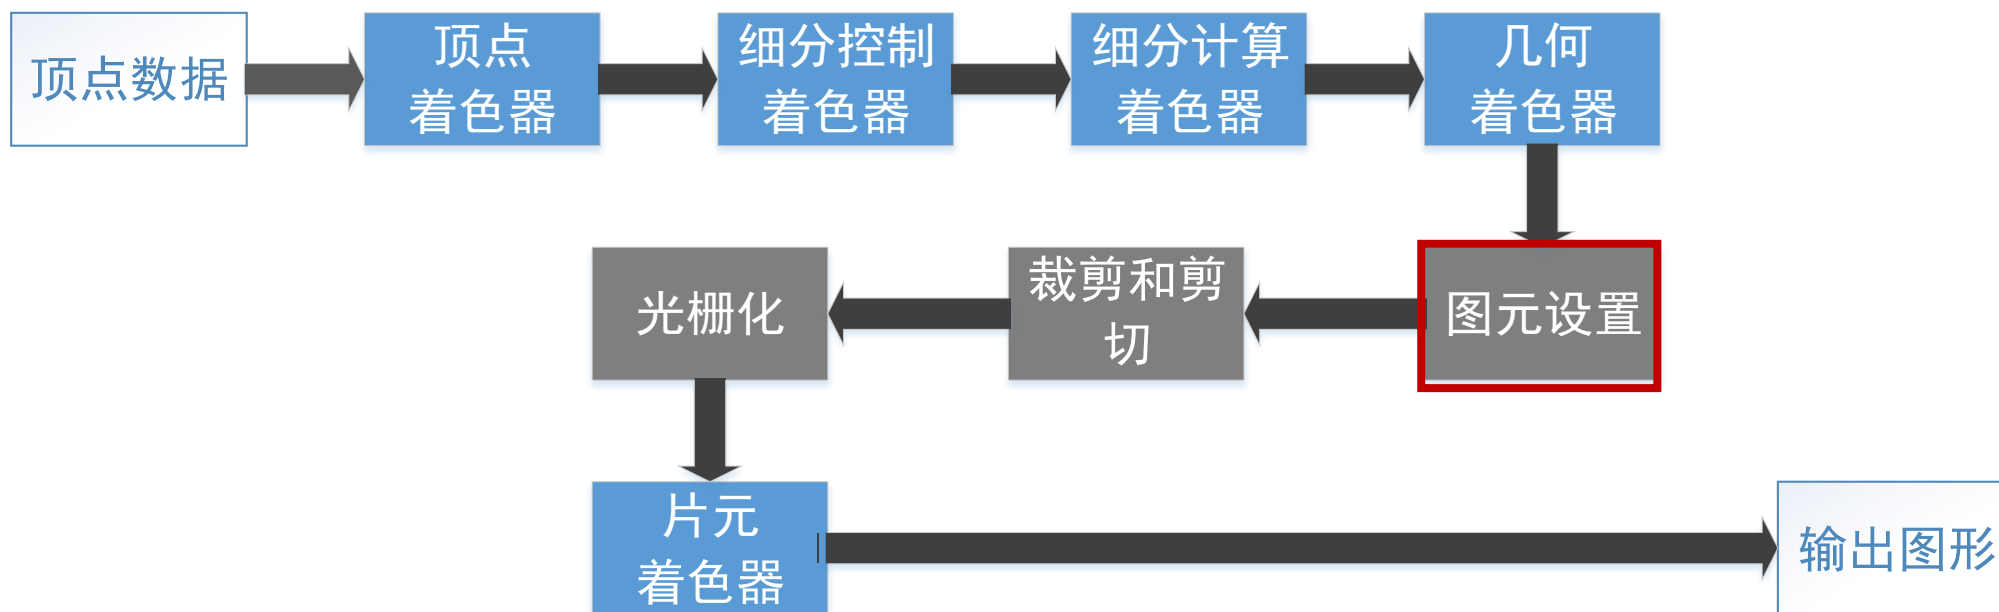 顶点数据
顶点
着色器
细分控制
着色器
细分计算
着色器
几何
着色器
图元设置
裁剪和剪
切
光栅化
片元
着色器
输出图形